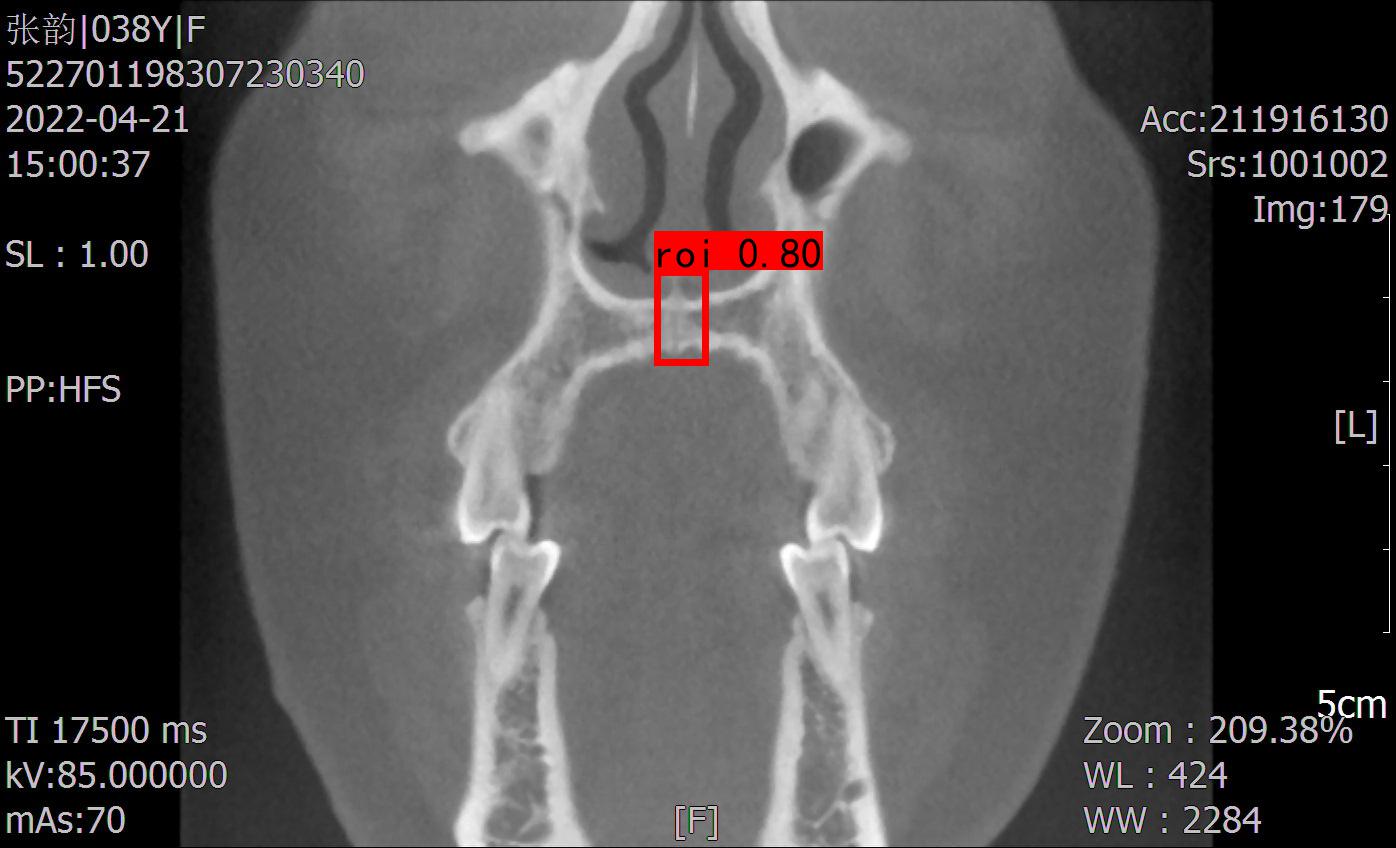 张韵|038Y|F
522701198307230340
2022-04-21
15:00:37
SL : 1.00
PP:HFS
Acc:211916130
Srs:1001002
Img:179
roi 0.80
[L]
5cm
TI 17500 ms
kV:85.000000
mAs:70
[F]
Zoom : 209.38%
WL : 424
WW : 2284